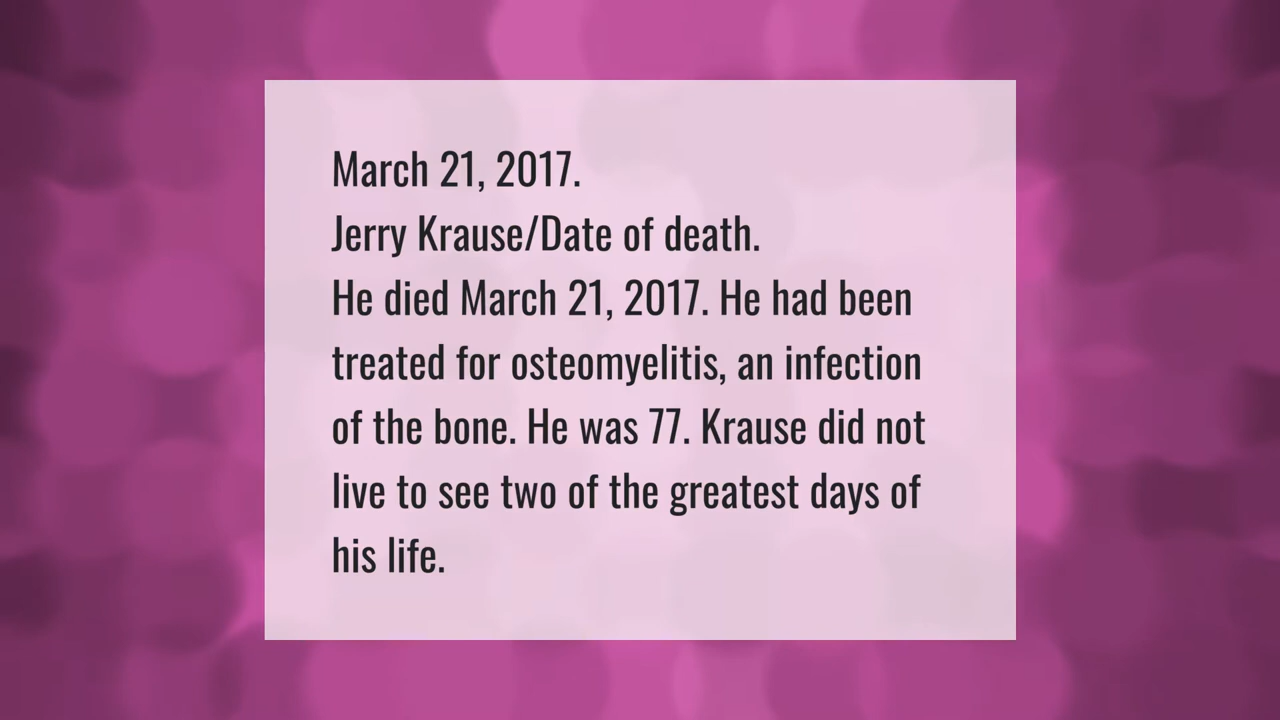 March 21, 2017.
Jerry Krause/Date of death.
He died March 21, 2017. He had been
treated for osteomyelitis, an infection
of the bone. He was 77. Krause did not
live to see two of the greatest days of
his life.